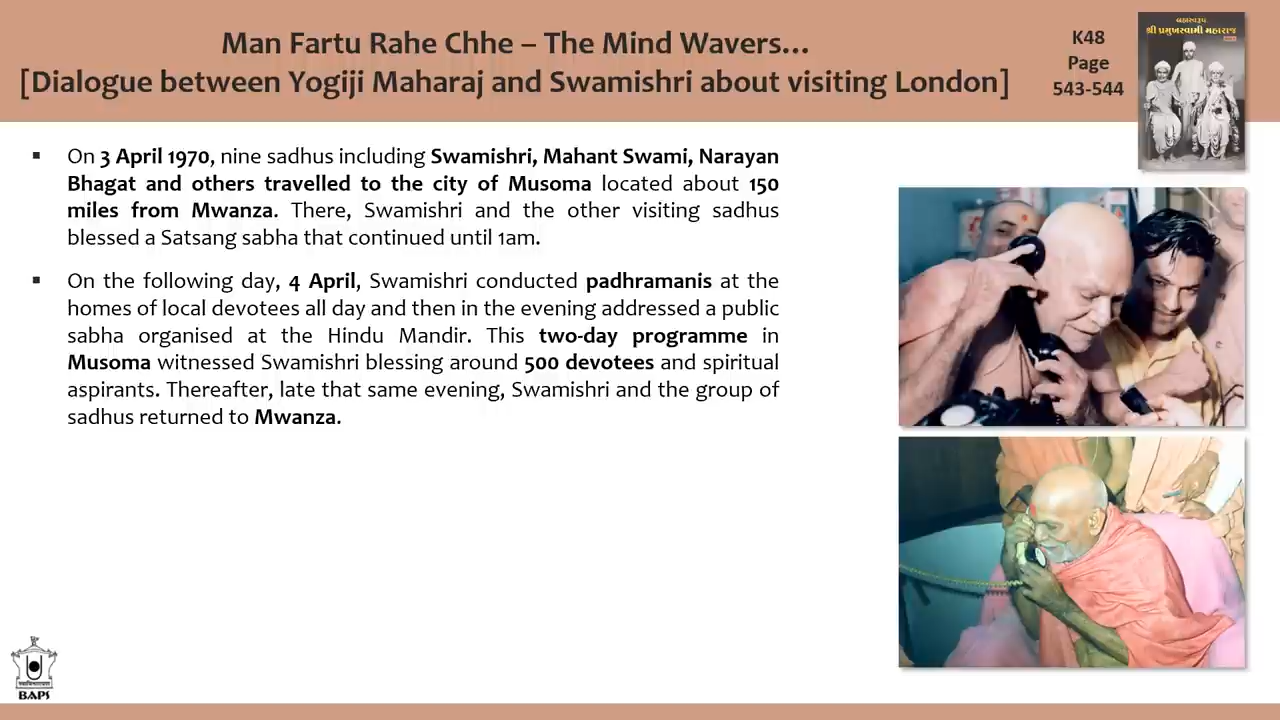 Man Fartu Rahe Chhe – The Mind Wavers…
[Dialogue between Yogiji Maharaj and Swamishri about visiting London]
K48
Page
543-544
બ્રહ્મસ્વરૂપ
શ્રી પ્રમુખસ્વામી મહારાજ
▪ On 3 April 1970, nine sadhus including Swamishri, Mahant Swami, Narayan
Bhagat and others travelled to the city of Musoma located about 150
miles from Mwanza. There, Swamishri and the other visiting sadhus
blessed a Satsang sabha that continued until 1am.
▪ On the following day, 4 April, Swamishri conducted padhramanis at the
homes of local devotees all day and then in the evening addressed a public
sabha organised at the Hindu Mandir. This two-day programme in
Musoma witnessed Swamishri blessing around 500 devotees and spiritual
aspirants. Thereafter, late that same evening, Swamishri and the group of
sadhus returned to Mwanza.
BAPS